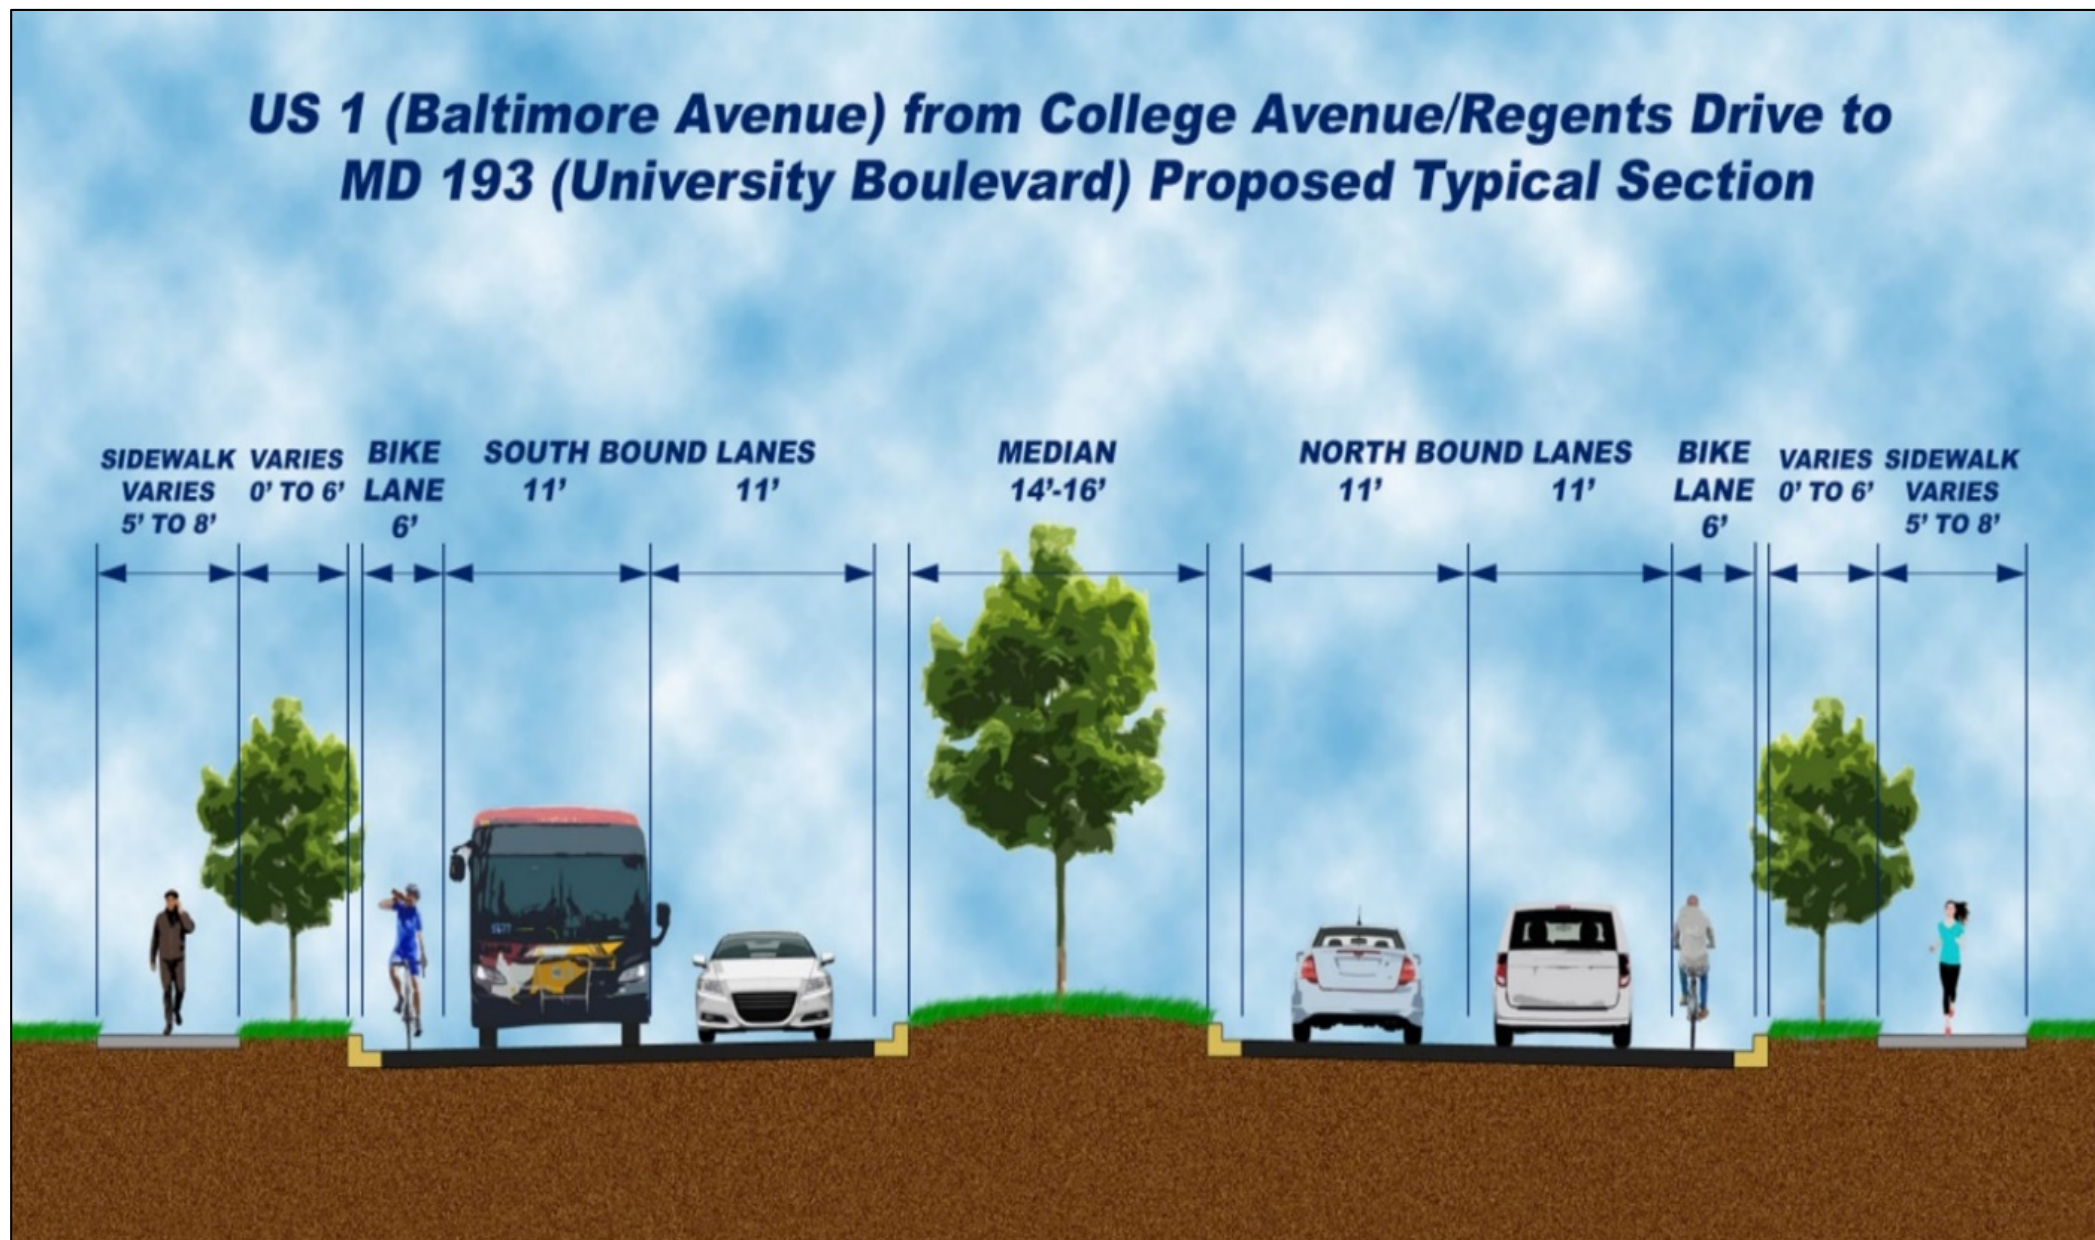 US 1 (Baltimore Avenue) from College Avenue/Regents Drive to
MD 193 (University Boulevard) Proposed Typical Section
SIDEWALK
VARIES
5’ TO 8’
VARIES
0’ TO 6’
BIKE
LANE
6’
SOUTH BOUND LANES
11’ 11’
MEDIAN
14’-16’
NORTH BOUND LANES
11’ 11’
BIKE
LANE
6’
VARIES
0’ TO 6’
SIDEWALK
VARIES
5’ TO 8’